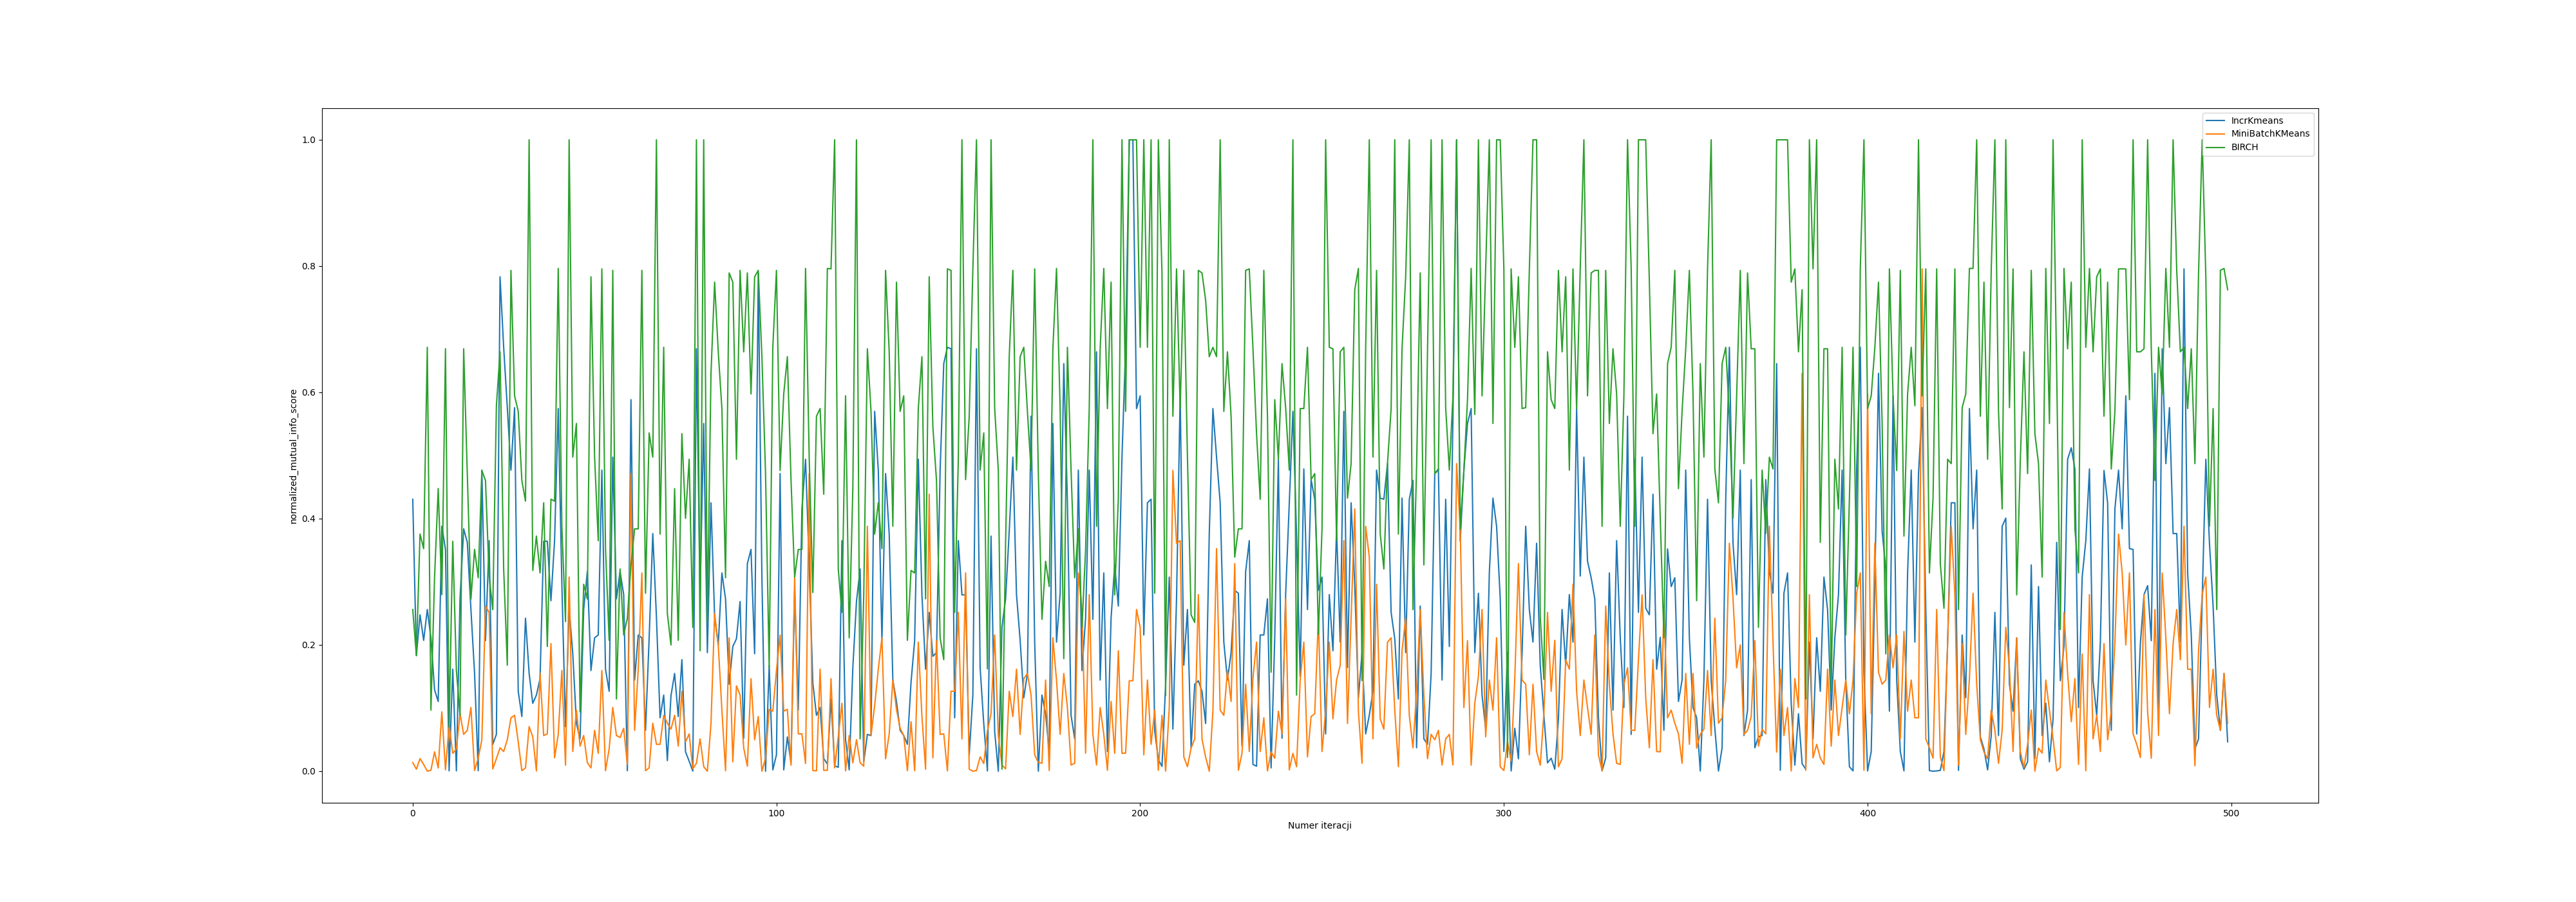 IncrKmeans
MiniBatchKMeans
BIRCH
1.0
0.8
0.6
0.4
0.2
0.0
normalized_mutual_info_score
0 100 200 300 400 500
Numer iteracji